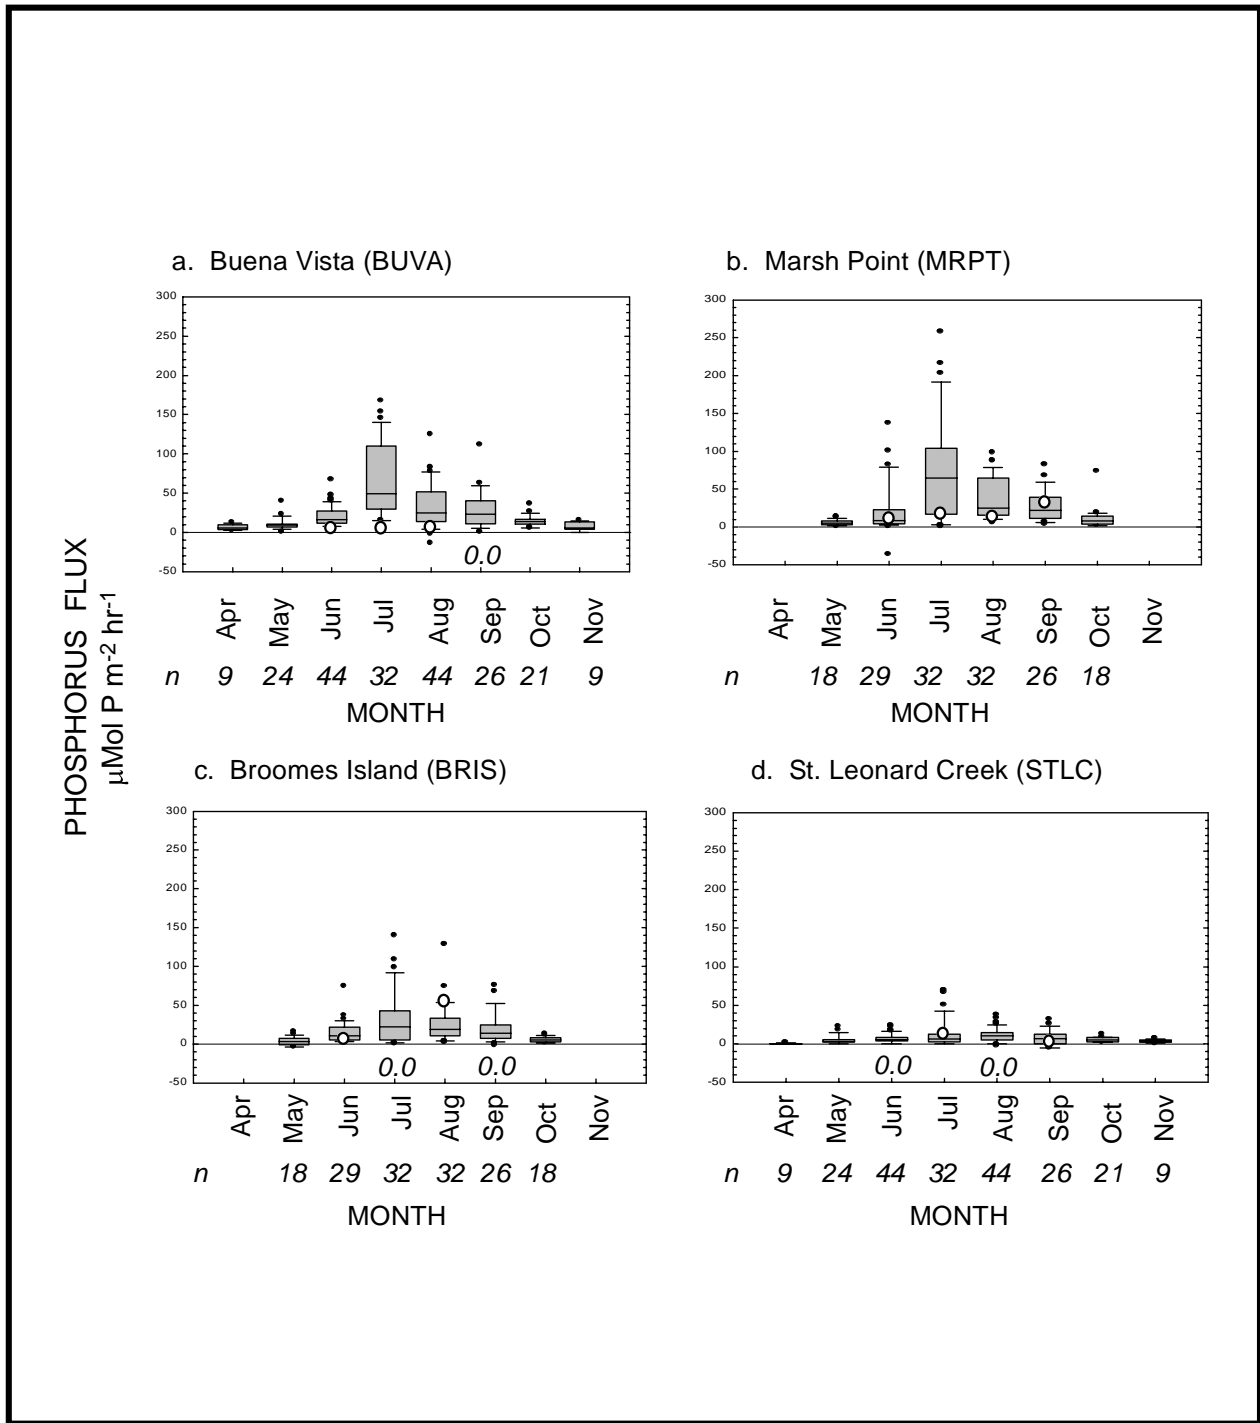 a. Buena Vista (BUVA)
300
250
200
150
100
50
0
-50
0.0
Apr
May
Jun
Jul
Aug
Sep
Oct
Nov
n 9 24 44 32 44 26 21 9
MONTH
b. Marsh Point (MRPT)
300
250
200
150
100
50
0
-50
Apr
May
Jun
Jul
Aug
Sep
Oct
Nov
n 18 29 32 32 26 18
MONTH
PHOSPHORUS FLUX
μMol P m-2 hr-1
c. Broomes Island (BRIS)
300
250
200
150
100
50
0
-50
0.0 0.0
Apr
May
Jun
Jul
Aug
Sep
Oct
Nov
n 18 29 32 32 26 18
MONTH
d. St. Leonard Creek (STLC)
300
250
200
150
100
50
0
-50
0.0 0.0
Apr
May
Jun
Jul
Aug
Sep
Oct
Nov
n 9 24 44 32 44 26 21 9
MONTH